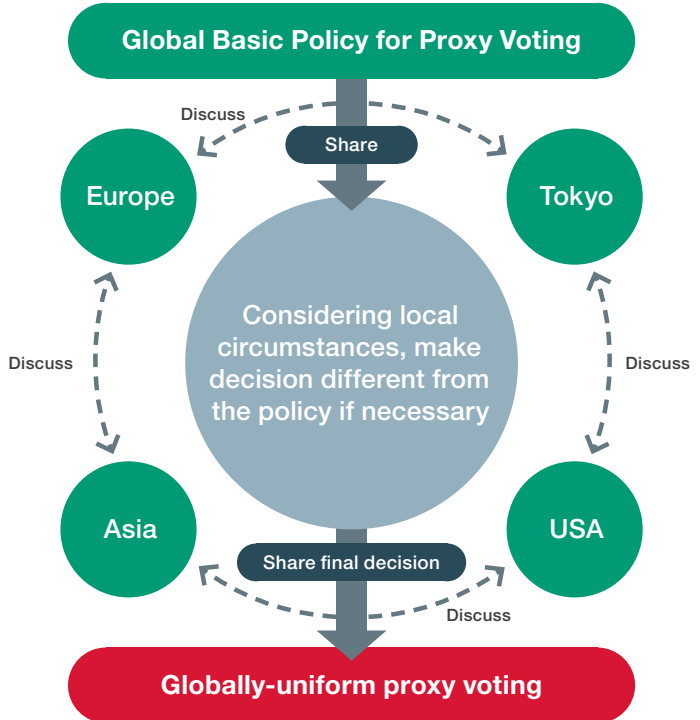 Global Basic Policy for Proxy Voting
Discuss
Share
Europe
Tokyo
Considering local
circumstances, make
decision different from
the policy if necessary
Discuss
Discuss
Asia
USA
Share final decision
Discuss
Globally-uniform proxy voting